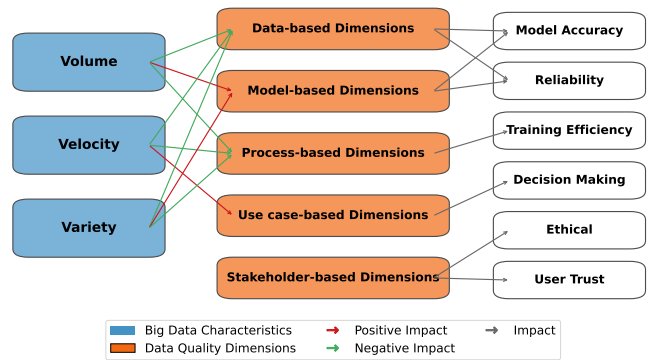 Volume
Velocity
Variety
Data-based Dimensions
Model-based Dimensions
Process-based Dimensions
Use case-based Dimensions
Stakeholder-based Dimensions
Model Accuracy
Reliability
Training Efficiency
Decision Making
Ethical
User Trust
Big Data Characteristics
Data Quality Dimensions
Positive Impact
Negative Impact
Impact